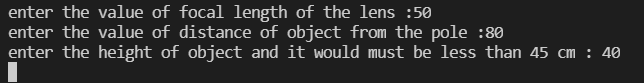 enter the value of focal length of the lens :50
enter the value of distance of object from the pole :80
enter the height of object and it would must be less than 45 cm : 40